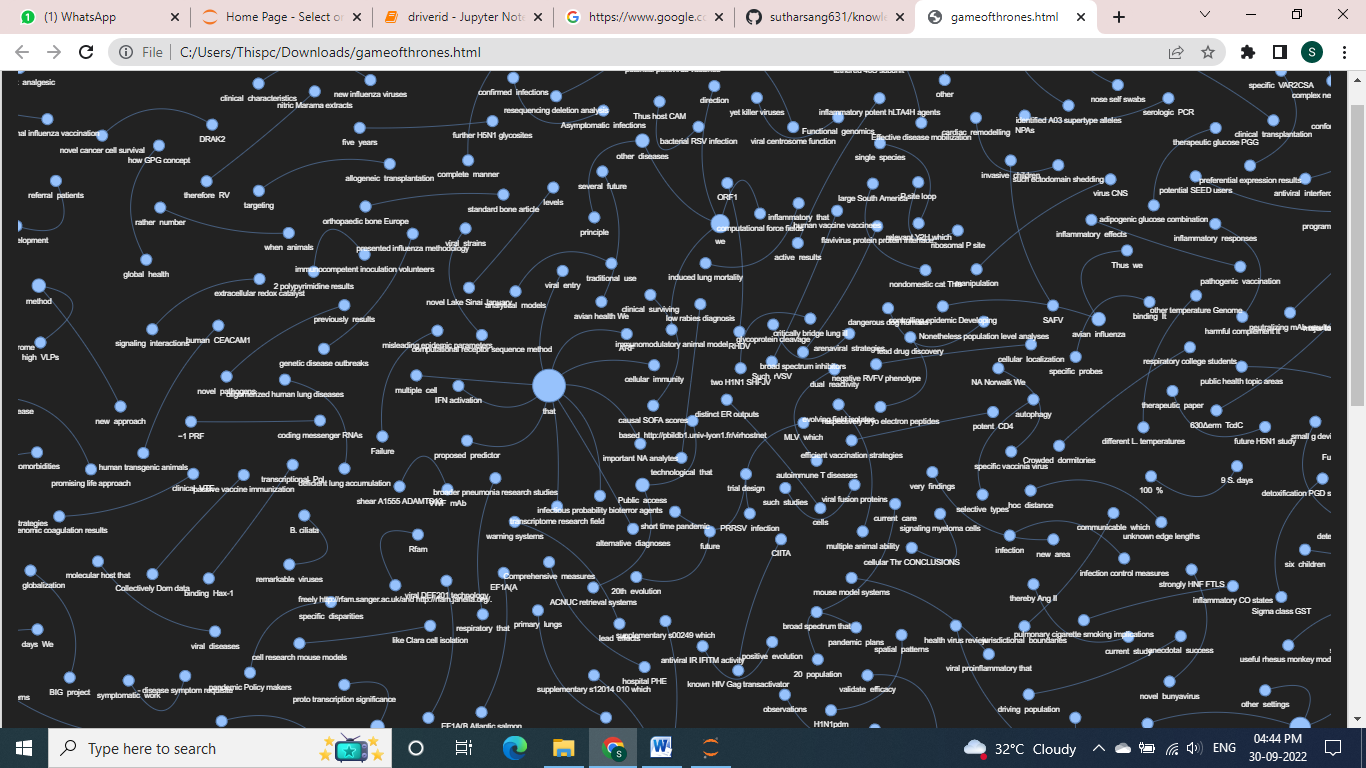 (1) WhatsApp
Home Page - Select or
driverid - Jupyter Note
https://www.google.co
sutharsang631/knowle
gameofthrones.html
File
C:/Users/Thispc/Downloads/gameofthrones.html
S
analgesic
clinical characteristics
nitric Marama extracts
new influenza viruses
confirmed infections
resequencing deletion analysis
Asymptomatic infections
Thus host CAM
direction
yet killer viruses
inflammatory potent hLTA4H agents
other
nose self swabs
serologic PCR
specific VAR2CSA
complex ne
al influenza vaccination
novel cancer cell survival
DRAK2
how GPG concept
five years
further H5N1 glycosites
other diseases
bacterial RSV infection
viral centrosome function
Functional genomics
Effective disease mobilization
cardiac remodelling
NPAs
identified A03 supertype alleles
therapeutic glucose PGG
clinical transplantation
confo
referral patients
therefore RV
targeting
allogeneic transplantation
complete manner
several future
single species
invasive children
such ectodomain shedding
virus CNS
potential SEED users
preferential expression results
antiviral interfero
rather number
orthopaedic bone Europe
standard bone article
levels
ORF1
large South America
P site loop
elopment
when animals
presented influenza methodology
viral strains
principle
we
computational force fields
inflammatory that
human vaccine vaccines
flavivirus protein protein interface
relevant Y2H which
ribosomal P site
adipogenic glucose combination
inflammatory effects
inflammatory responses
program
global health
immunocompetent inoculation volunteers
extracellular redox catalyst
2 polypyrimidine results
traditional use
viral entry
induced lung mortality
active results
nondomestic cat
manipulation
Thus we
pathogenic vaccination
method
novel Lake Sinai January
analytical models
avian health We
clinical surviving
low rabies diagnosis
SAFV
binding It
other temperature Genome
signaling interactions
human CEACAM1
previously results
misleading epidemic parameters
computational receptor sequence method
ARF
immunomodulatory animal model
RHDV
glycoprotein cleavage
critically bridge lung
dangerous dog
controlling epidemic Developing
avian influenza
harmful complement it
high VLPs
genetic disease outbreaks
arenaviral strategies
lead drug discovery
Nonetheless population level analyses
respiratory college students
novel pathogens
oligomerized human lung diseases
multiple cell
IFN activation
cellular immunity
two H1N1 SHFJV
Such rVSV
broad spectrum inhibitors
dual reactivity
negative RVFV phenotype
cellular localization
specific probes
NA Norwalk We
public health topic areas
ease
new approach
that
causal SOFA scores
distinct ER outputs
autophagy
therapeutic paper
−1 PRF
coding messenger RNAs
Failure
based http://pbildb1.univ-lyon1.fr/virhostnet
MLV which
evolving field isolates
respectively cryo electron peptides
potent CD4
different L. temperatures
630Δerm TcdC
future H5N1 study
small g devi
omorbidities
human transgenic animals
proposed predictor
important NA analytes
efficient vaccination strategies
Crowded dormitories
specific vaccinia virus
Fu
promising life approach
transcriptional Pol
technological that
autoimmune T diseases
very findings
100 %
9 S. days
passive vaccine immunization
deficient lung accumulation
shear A1555 ADAMTS13
VWF mAb
broader pneumonia research studies
Public access
trial design
such studies
viral fusion proteins
selective types
hoc distance
detoxification PGD s
strategies
enomic coagulation results
B. ciliata
infectious probability bioterror agents
transcriptome research field
short time pandemic
PRRSV infection
cells
current care
signaling myeloma cells
communicable which
unknown edge lengths
dete
Rfam
warning systems
alternative diagnoses
future
CIITA
multiple animal ability
cellular Thr CONCLUSIONS
infection
new area
globalization
molecular host that
Collectively Dom data
binding Hax-1
remarkable viruses
EF1A(A
Comprehensive measures
20th evolution
mouse model systems
infection control measures
strongly HNF FTLS
six children
freely http://rfam.sanger.ac.uk/and http://rfam.janelia.org/.
viral DEF201 technology
ACNUC retrieval systems
thereby Ang II
inflammatory CO states
Sigma class GST
specific disparities
respiratory that
primary lungs
lead effects
supplementary s00249 which
broad spectrum that
pandemic plans
health virus review
jurisdictional boundaries
pulmonary cigarette smoking implications
days We
viral diseases
cell research mouse models
like Clara cell isolation
antiviral IR IFITM activity
positive evolution
spatial patterns
viral proinflammatory that
current study
anecdotal success
useful rhesus monkey mod
BIG project
symptomatic work
- disease symptom requisite
pandemic Policy makers
hospital PHE
supplementary s12014 010 which
known HIV Gag transactivator
20 population
validate efficacy
driving population
novel bunyavirus
other settings
proto transcription significance
EF1A(B Atlantic salmon
observations
H1N1pdm
Type here to search
32°C Cloudy
ENG
04:44 PM
30-09-2022